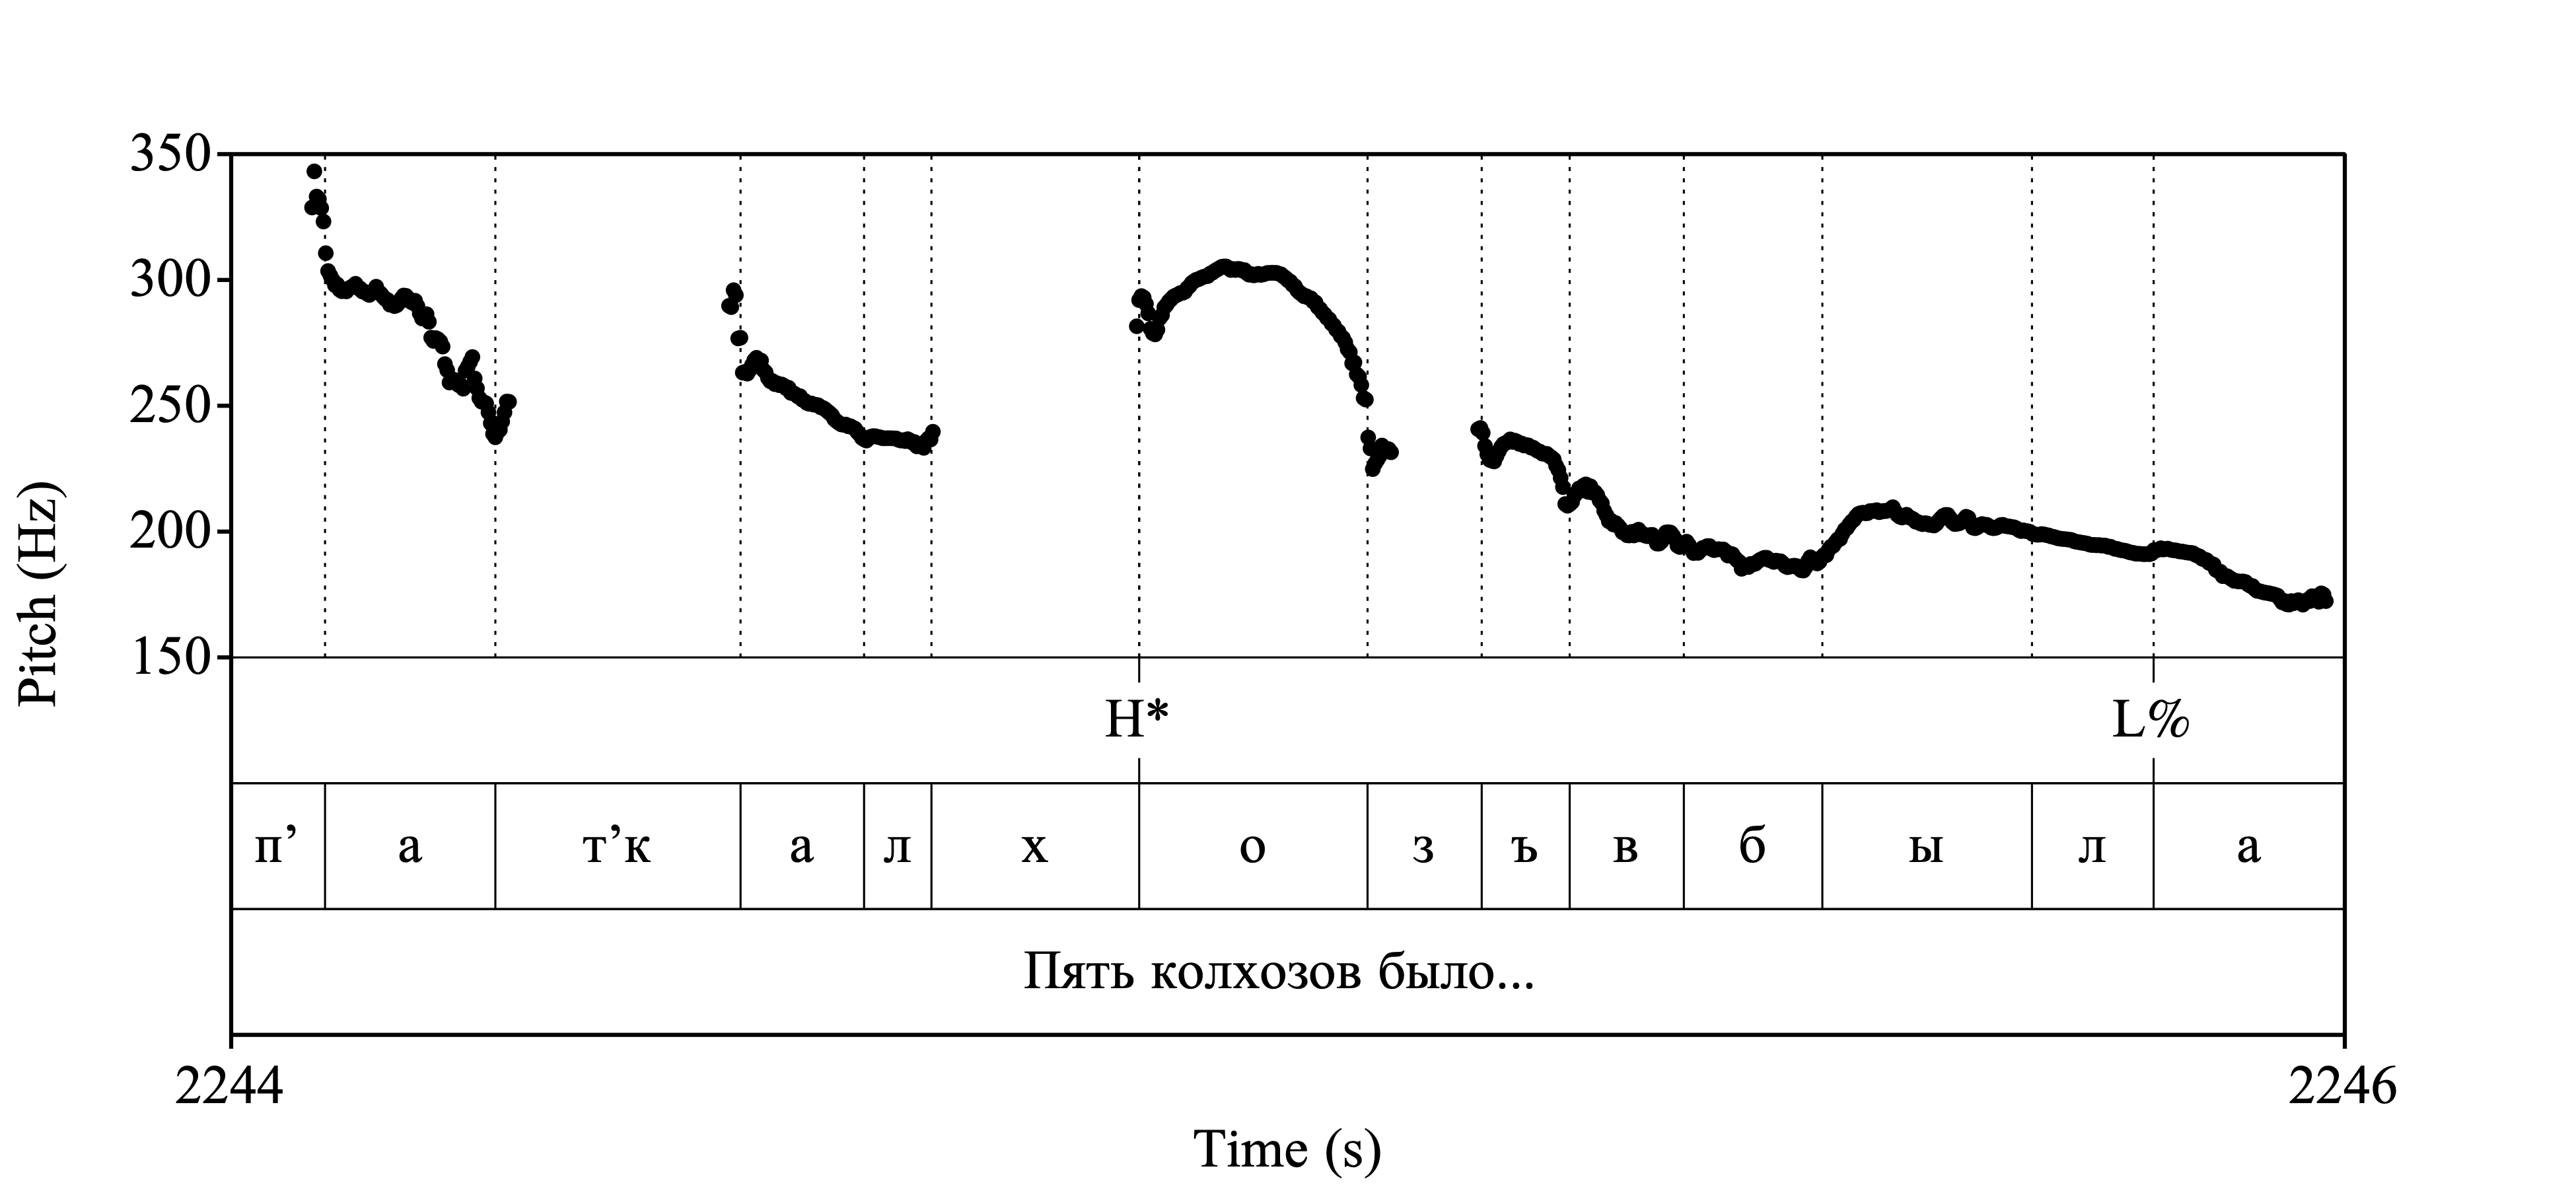 350
300
250
200
150
Pitch (Hz)
H* L%
п’ а т’к а л х о з ъ в б ы л а
Пять колхозов было...
2244 2246
Time (s)